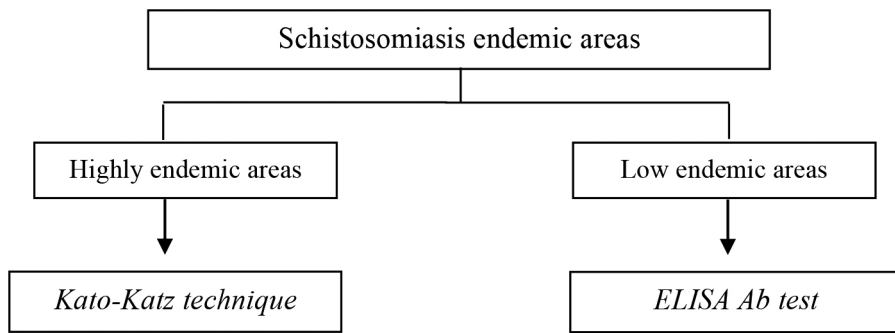 Schistosomiasis endemic areas
Highly endemic areas
Low endemic areas
Kato-Katz technique
ELISA Ab test